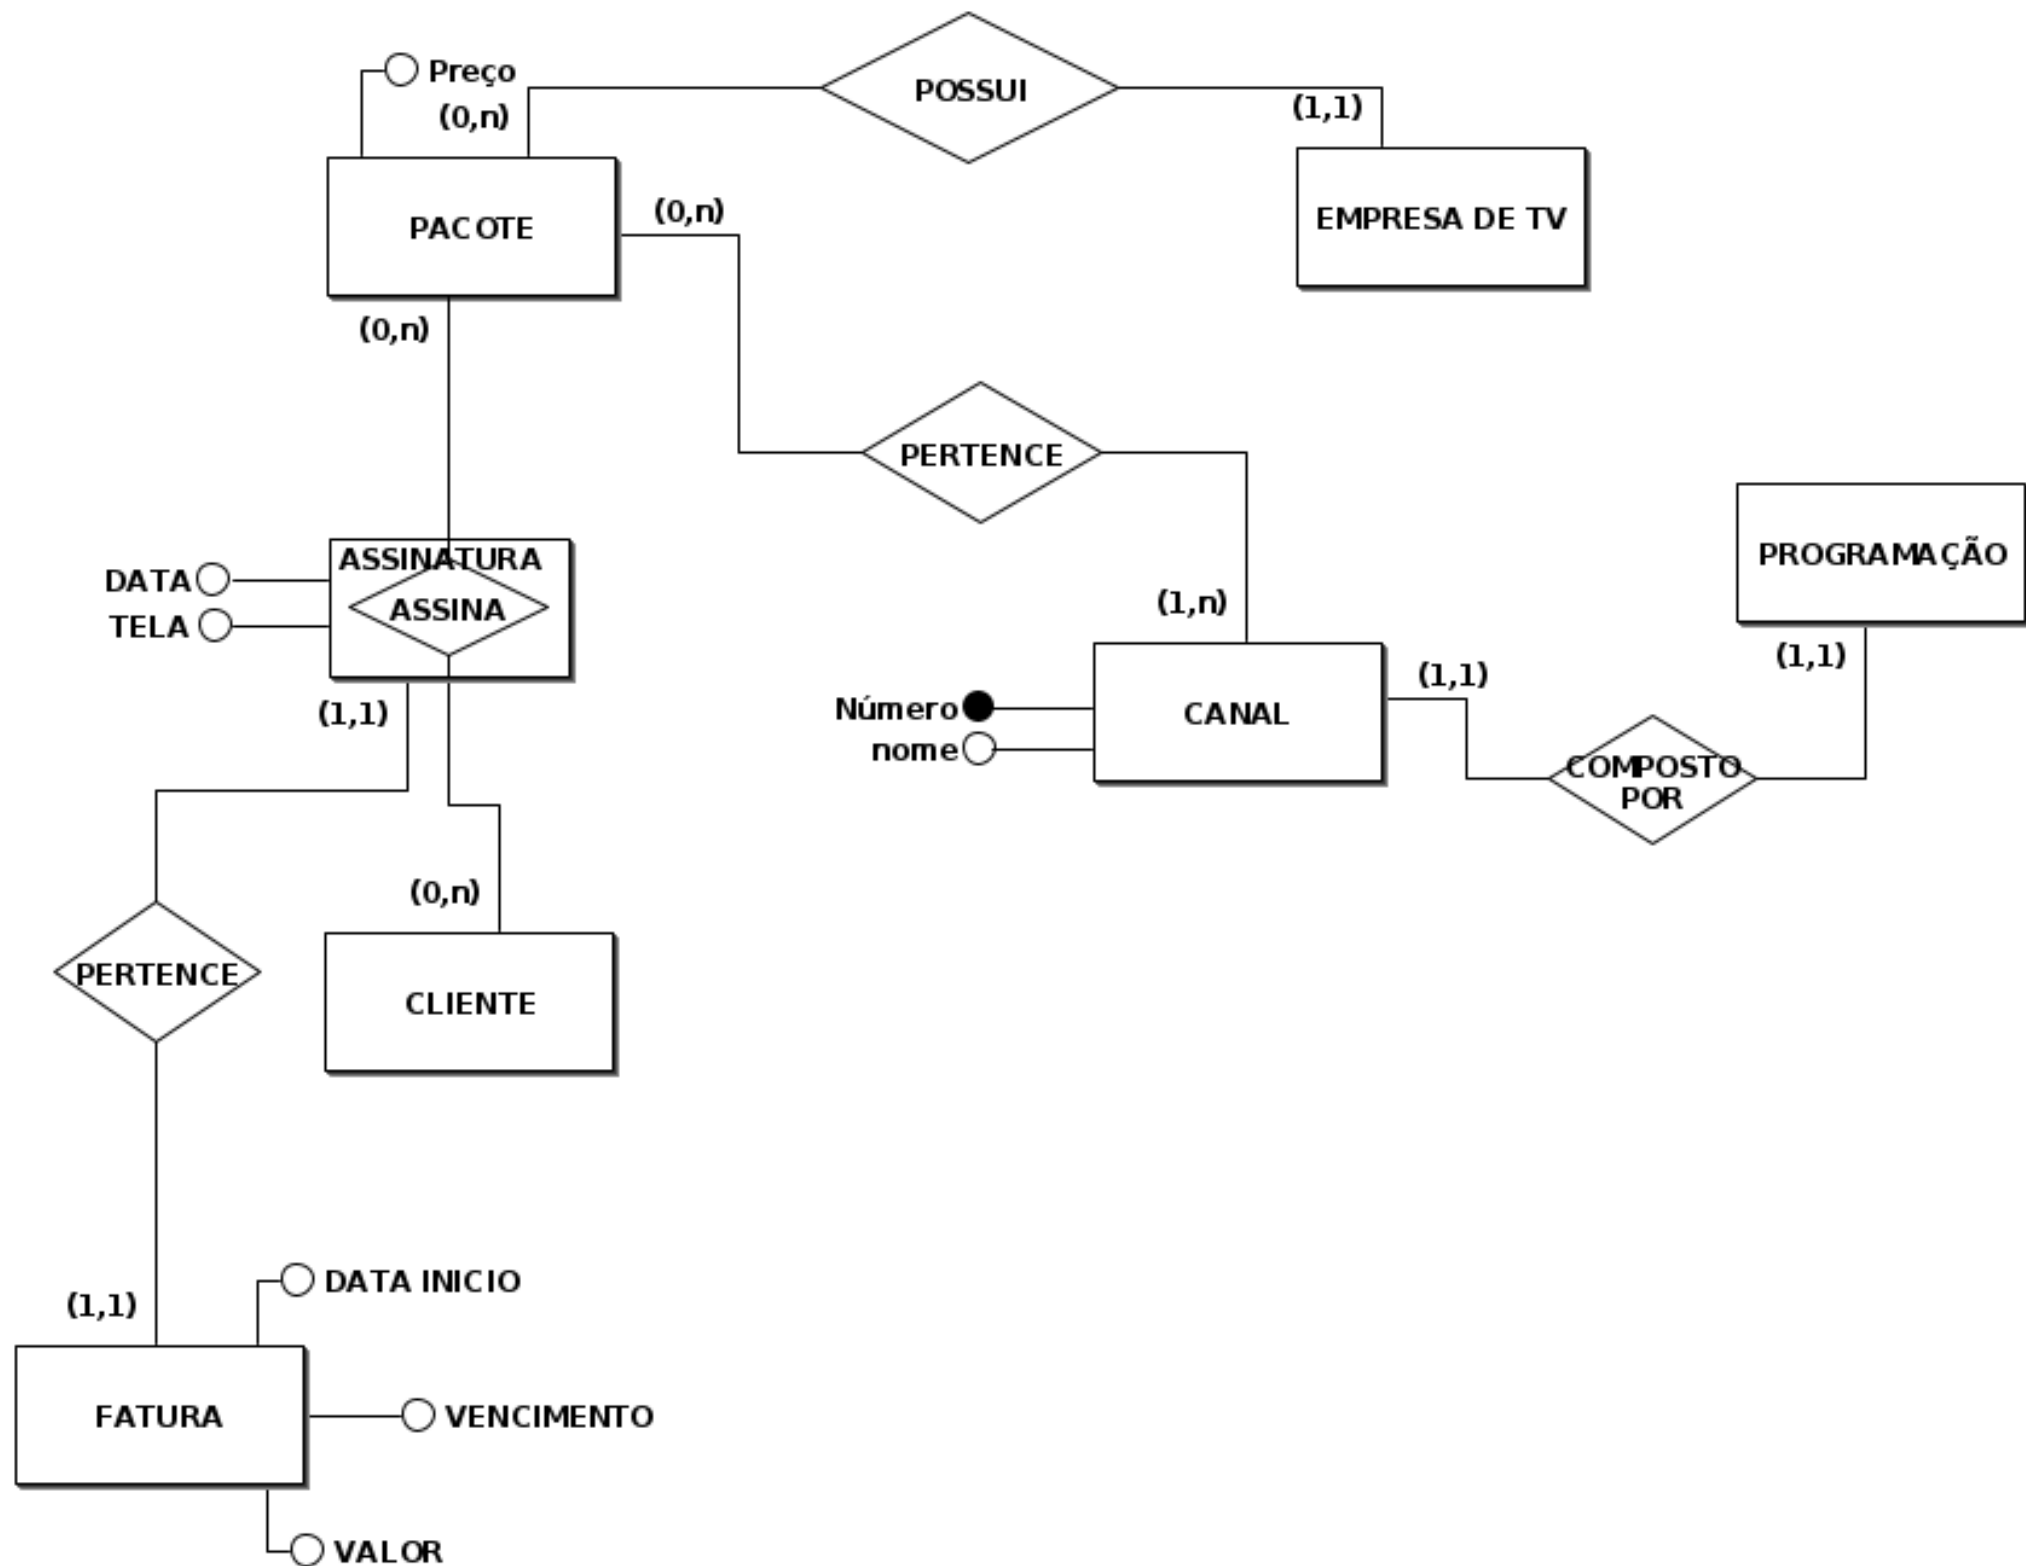 Preço
POSSUI
(0,n)
(1,1)
PACOTE
(0,n)
EMPRESA DE TV
(0,n)
PERTENCE
ASSINATURA
PROGRAMAÇÃO
DATA
ASSINA
TELA
(1,n)
(1,1)
(1,1)
(1,1)
Número
CANAL
nome
COMPOSTO
POR
(0,n)
PERTENCE
CLIENTE
DATA INICIO
(1,1)
FATURA
VENCIMENTO
VALOR